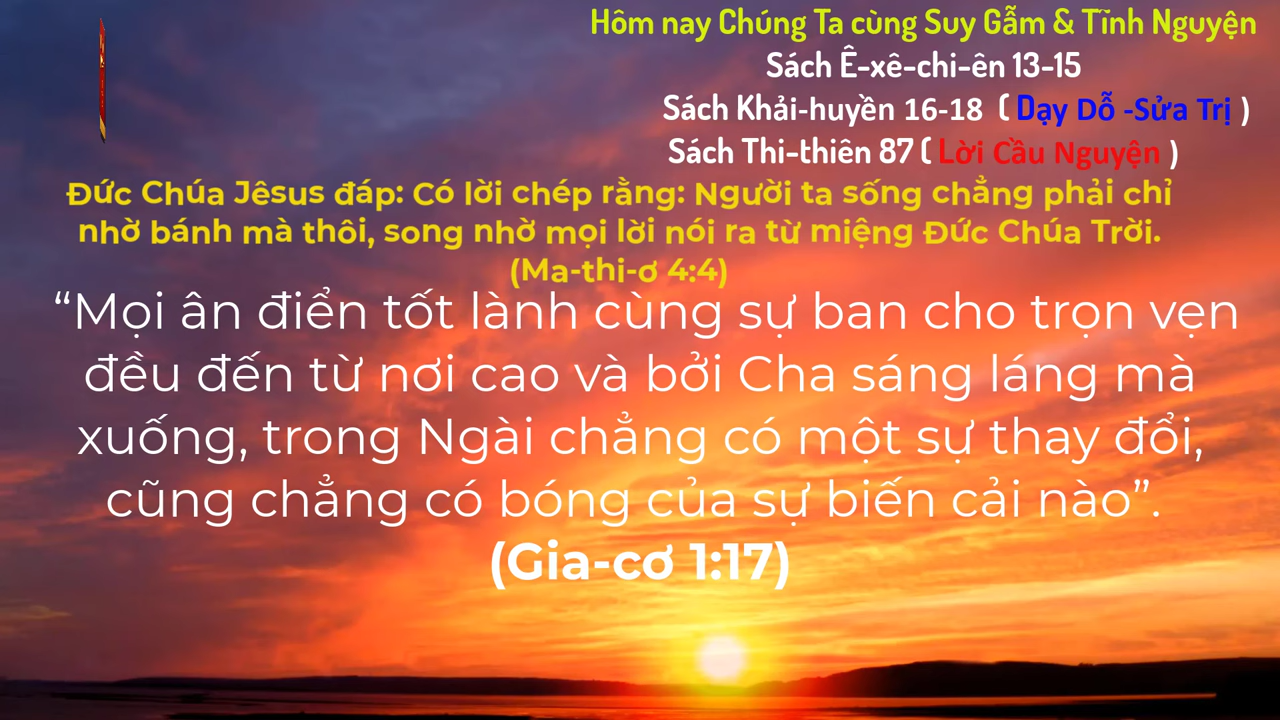 Hôm nay Chúng Ta cùng Suy Gẫm & Tĩnh Nguyện
Sách Ê-xê-chi-ên 13-15
Sách Khải-huyền 16-18 ( Dạy Dỗ -Sửa Trị )
Sách Thi-thiên 87 ( Lời Cầu Nguyện )
Đức Chúa Jêsus đáp: Có lời chép rằng: Người ta sống chẳng phải chỉ
nhờ bánh mà thôi, song nhờ mọi lời nói ra từ miệng Đức Chúa Trời.
(Ma-thi-ơ 4:4)
“Mọi ân điển tốt lành cùng sự ban cho trọn vẹn
đều đến từ nơi cao và bởi Cha sáng láng mà
xuống, trong Ngài chẳng có một sự thay đổi,
cũng chẳng có bóng của sự biến cải nào”.
(Gia-cơ 1:17)